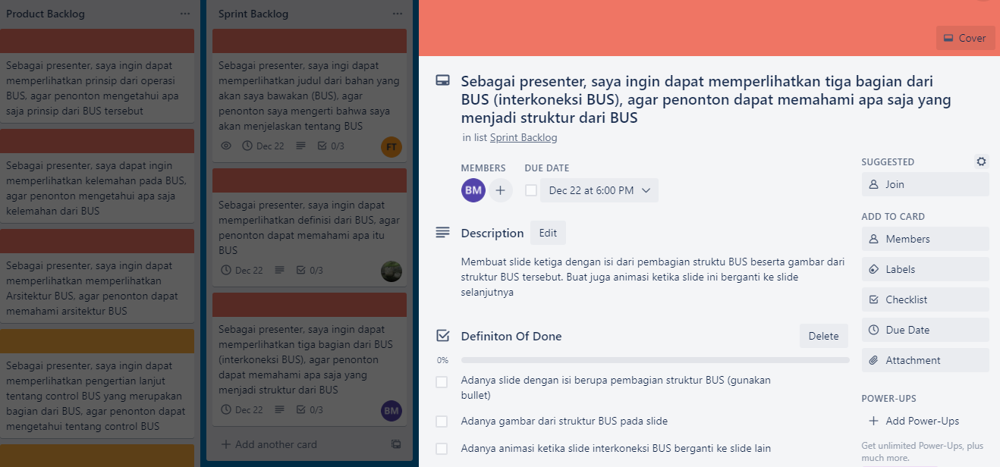 Product Backlog
Sebagai presenter, saya ingin dapat
memperlihatkan prinsip dari operasi
BUS, agar penonton mengetahui apa
saja prinsip dari BUS tersebut
Sebagai presenter, saya dapat ingin
memperlihatkan kelemahan pada BUS,
agar penonton mengetahui apa saja
kelemahan dari BUS
Sebagai presenter, saya ingin dapat
memperlihatkan memperlihatkan
Arsitektur BUS, agar penonton dapat
memahami arsitektur BUS
Sebagai presenter, saya ingin dapat
memperlihatkan pengertian lanjut
tentang control BUS yang merupakan
bagian dari BUS, agar penonton dapat
mengetahui tentang control BUS
Sprint Backlog
Sebagai presenter, saya ingi dapat
memperlihatkan judul dari bahan yang
akan saya bawakan (BUS), agar
penonton saya mengerti bahwa saya
akan menjelaskan tentang BUS
Dec 22 0/3 FT
Sebagai presenter, saya ingi dapat
memperlihatkan definisi dari BUS, agar
penonton dapat memahami apa itu
BUS
Dec 22 0/3
Sebagai presenter, saya ingin dapat
memperlihatkan tiga bagian dari BUS
(interkoneksi BUS), agar penonton
dapat memahami apa saja yang
menjadi struktur dari BUS
Dec 22 0/3 BM
Add another card
Cover
Sebagai presenter, saya ingin dapat memperlihatkan tiga bagian dari
BUS (interkoneksi BUS), agar penonton dapat memahami apa saja yang
menjadi struktur dari BUS
in list Sprint Backlog
MEMBERS DUE DATE
BM Dec 22 at 6:00 PM
Description Edit
Membuat slide ketiga dengan isi dari pembagian struktu BUS beserta gambar dari
struktur BUS tersebut. Buat juga animasi ketika slide ini berganti ke slide
selanjutnya
Definiton Of Done Delete
0%
Adanya slide dengan isi berupa pembagian struktur BUS (gunakan
bullet)
Adanya gambar dari struktur BUS pada slide
Adanya animasi ketika slide interkoneksi BUS berganti ke slide lain
SUGGESTED
Join
ADD TO CARD
Members
Labels
Checklist
Due Date
Attachment
POWER-UPS
Add Power-Ups
Get unlimited Power-Ups, plus
much more.